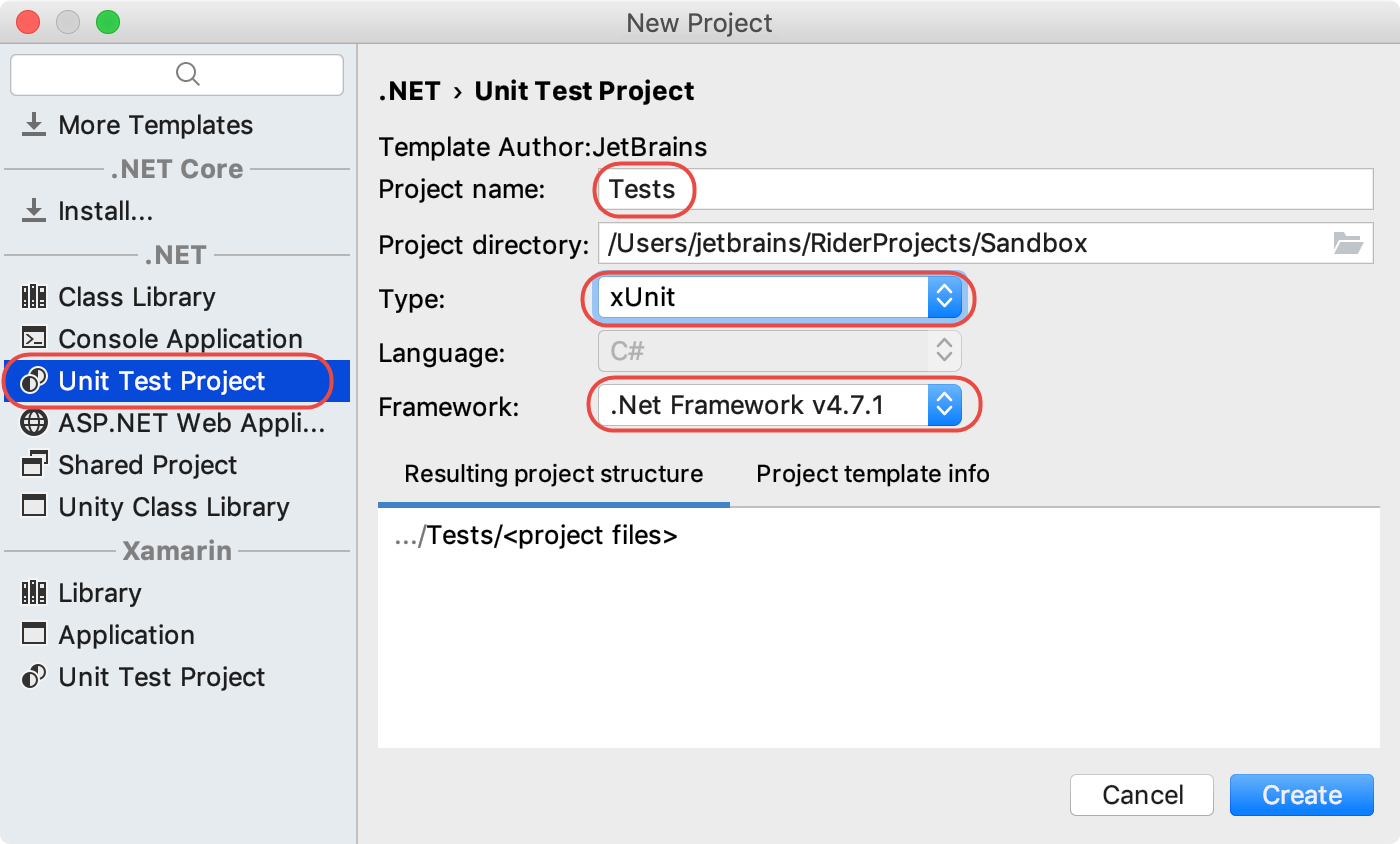 New Project
More Templates
.NET Core
Install...
.NET
Class Library
Console Application
Unit Test Project
ASP.NET Web Appli...
Shared Project
Unity Class Library
Xamarin
Library
Application
Unit Test Project
.NET › Unit Test Project
Template Author:JetBrains
Project name: Tests
Project directory: /Users/jetbrains/RiderProjects/Sandbox
Type: xUnit
Language: C#
Framework: .Net Framework v4.7.1
Resulting project structure Project template info
.../Tests/<project files>
Cancel Create